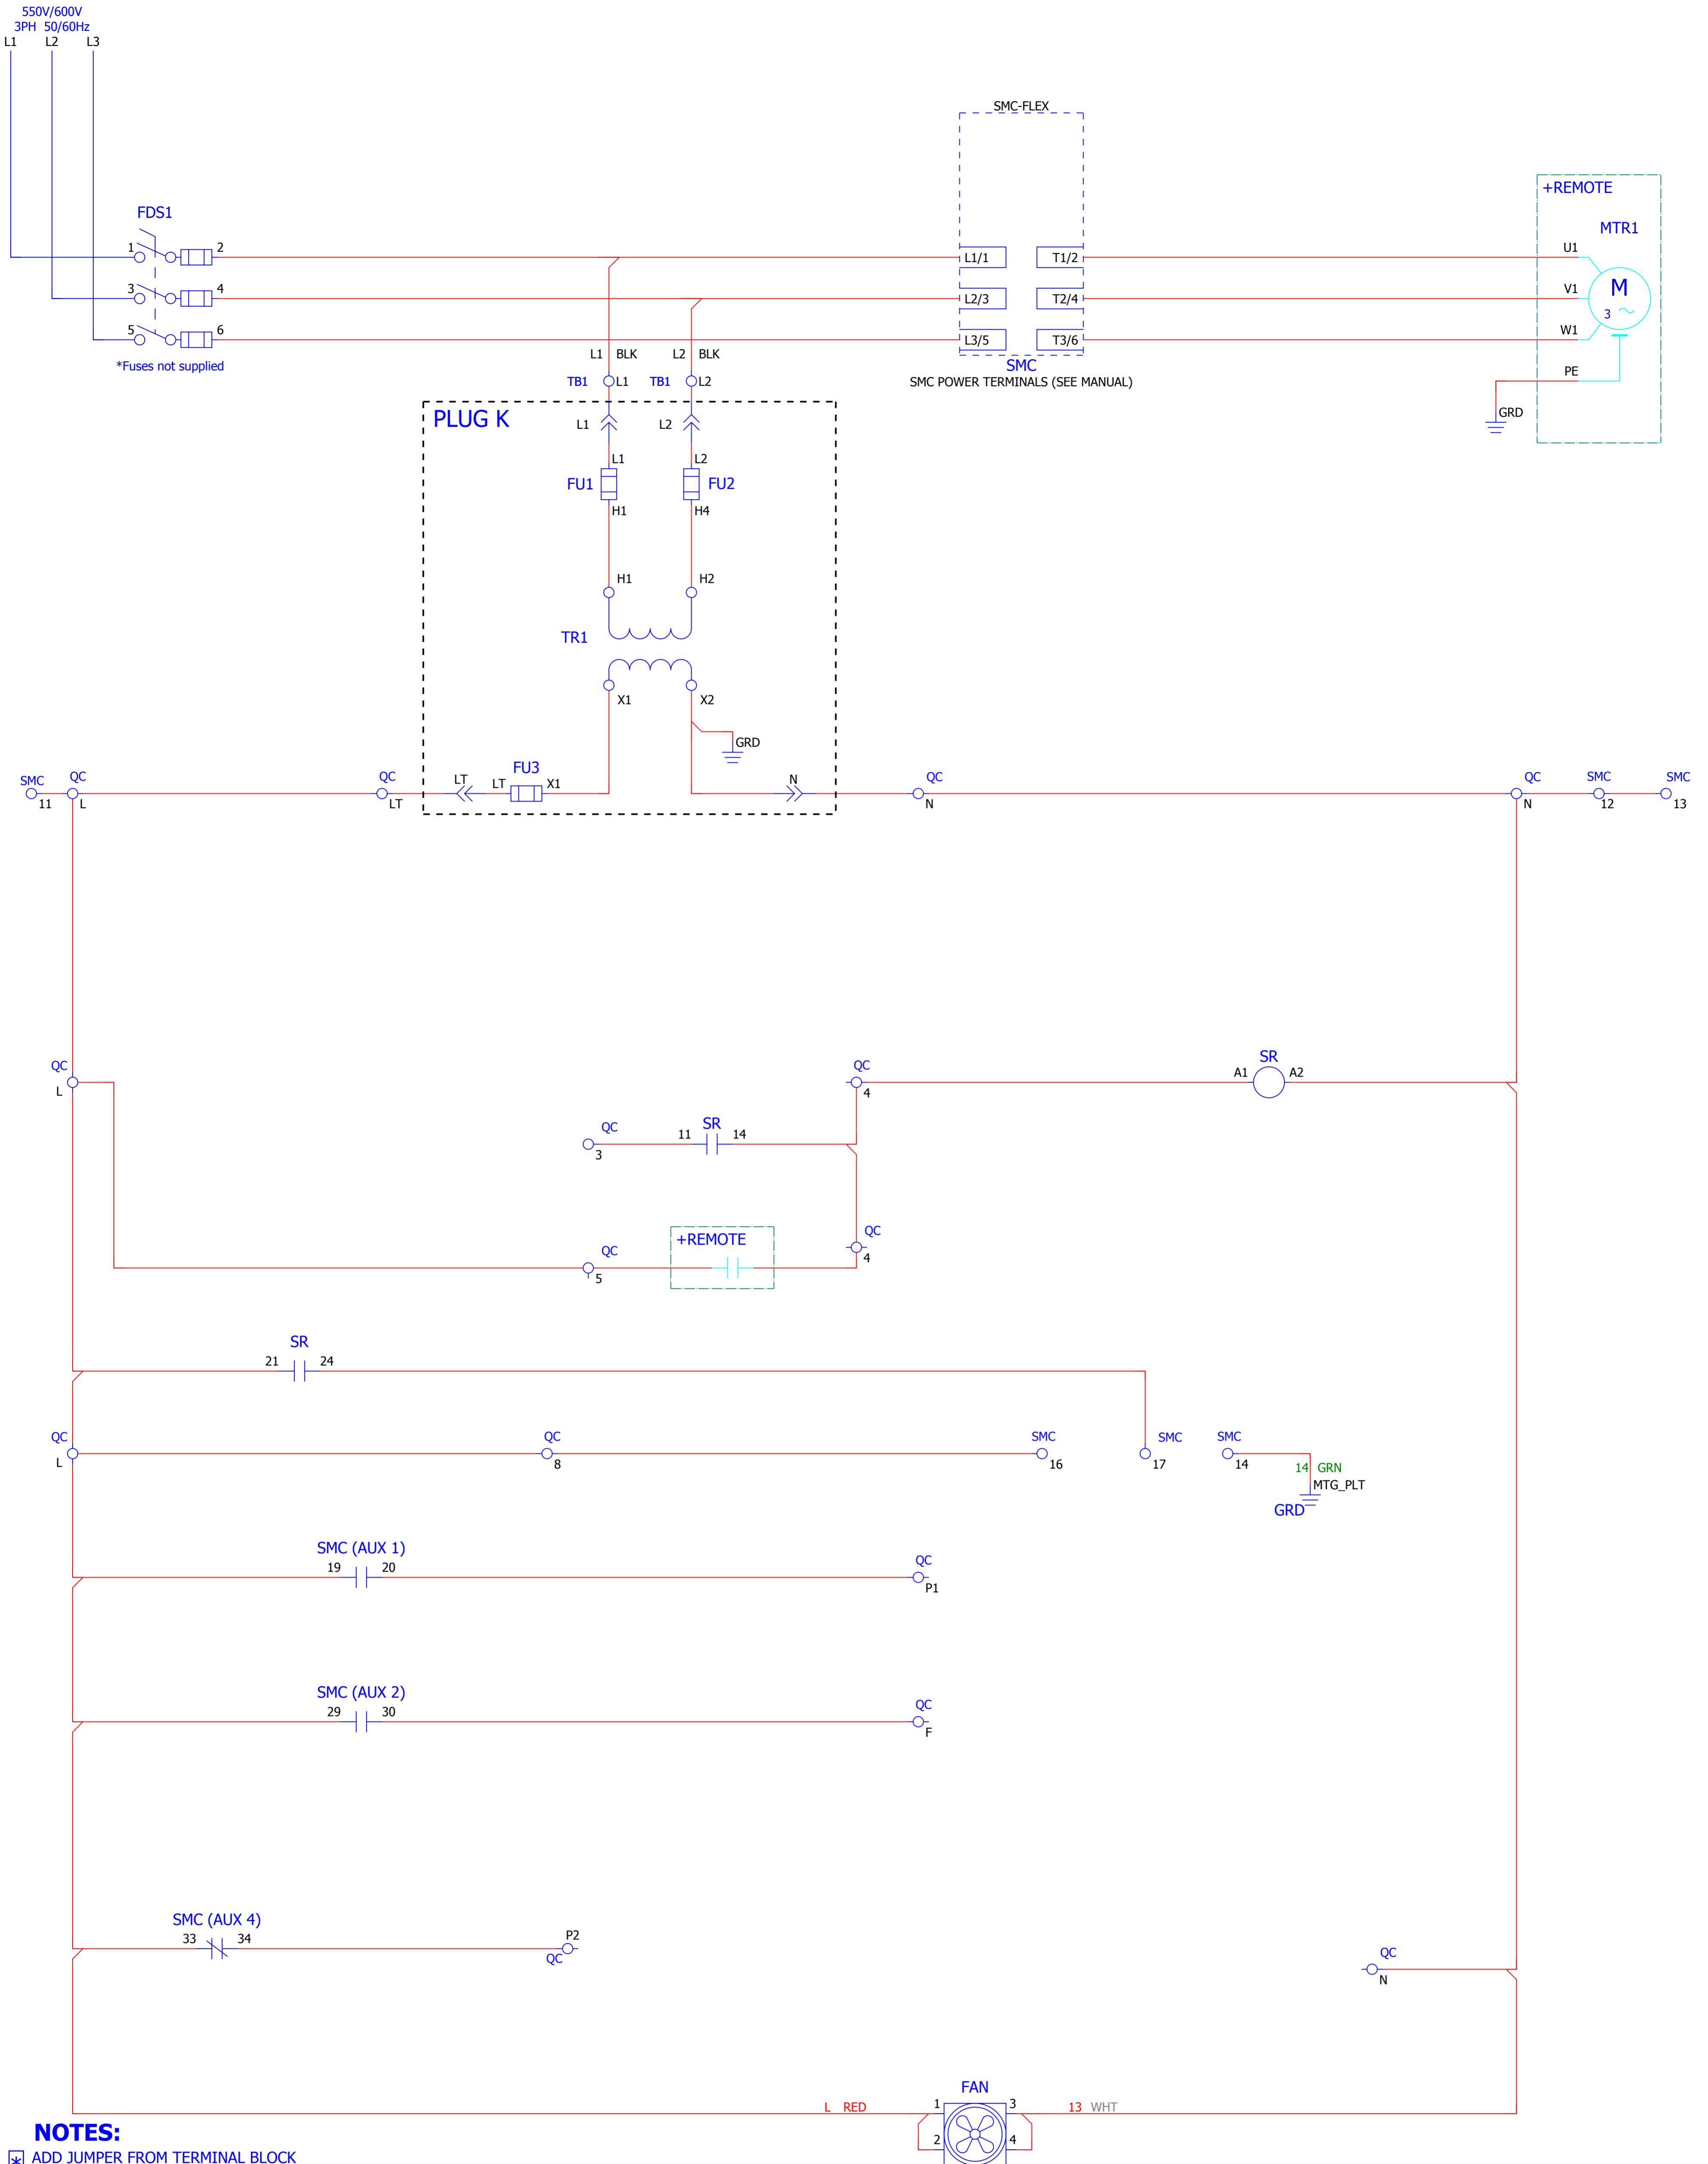 550V/600V
3PH 50/60Hz
L1 L2 L3
SMC-FLEX
+REMOTE
MTR1
FDS1
1 2
3 4
5 6
*Fuses not supplied
L1/1 T1/2
L2/3 T2/4
L3/5 T3/6
SMC
SMC POWER TERMINALS (SEE MANUAL)
U1
V1
W1
PE
M
3
GRD
L1 BLK L2 BLK
TB1 L1 TB1 L2
PLUG K
L1 L2
L1 L2
FU1 FU2
H1 H4
H1 H2
TR1
X1 X2
GRD
FU3
LT LT X1 N
SMC QC QC QC QC SMC SMC
11 L LT N N 12 13
QC QC SR
L 4 A1 A2
QC SR
3 11 14
QC +REMOTE QC
5 4
SR
21 24
QC QC SMC SMC SMC
L 8 16 17 14
14 GRN
MTG_PLT
GRD
SMC (AUX 1)
19 20
QC
P1
SMC (AUX 2)
29 30
QC
F
SMC (AUX 4)
33 34
P2
QC
QC
N
FAN
L RED 1 3 13 WHT
2 4
NOTES:
* ADD JUMPER FROM TERMINAL BLOCK